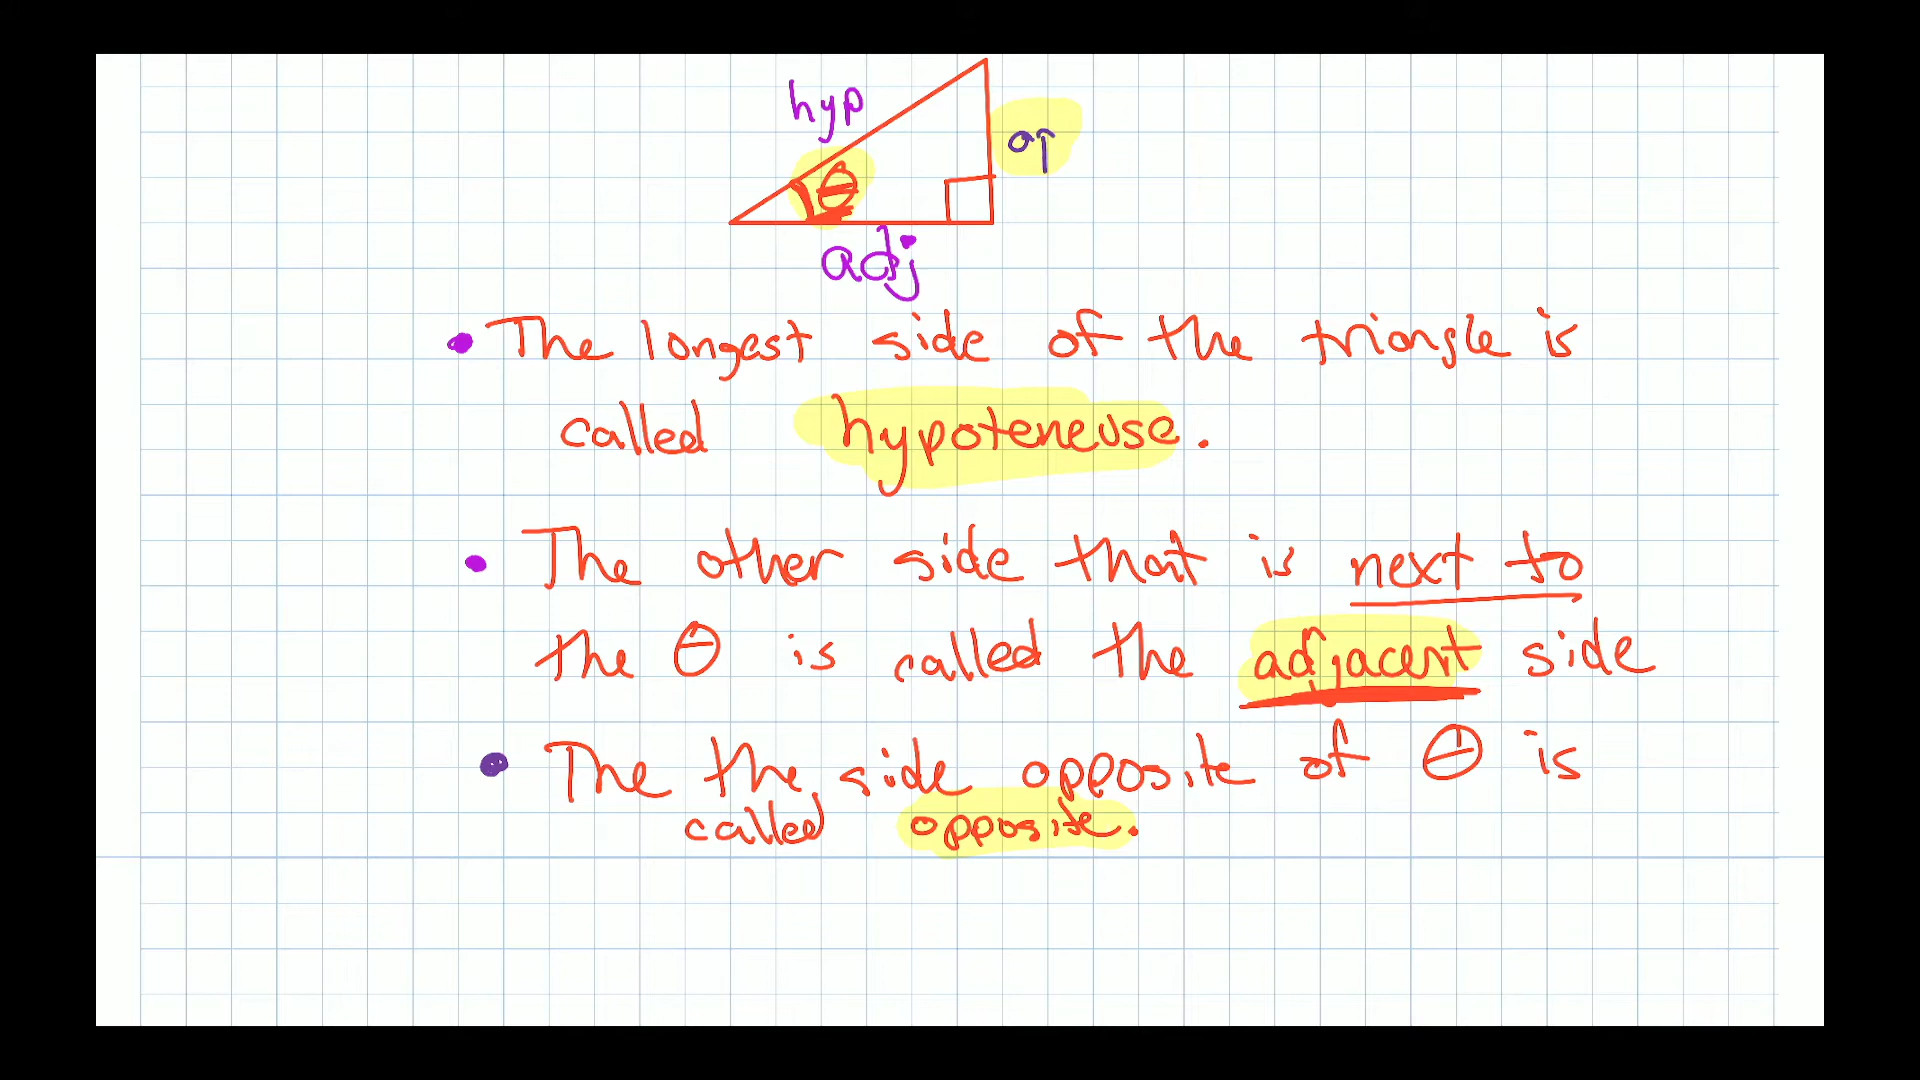 hyp
op
θ
adj
• The longest side of the triangle is
called hypoteneuse.
• The other side that is next to
the θ is called the adjacent side
• The the side opposite of θ is
called opposite.